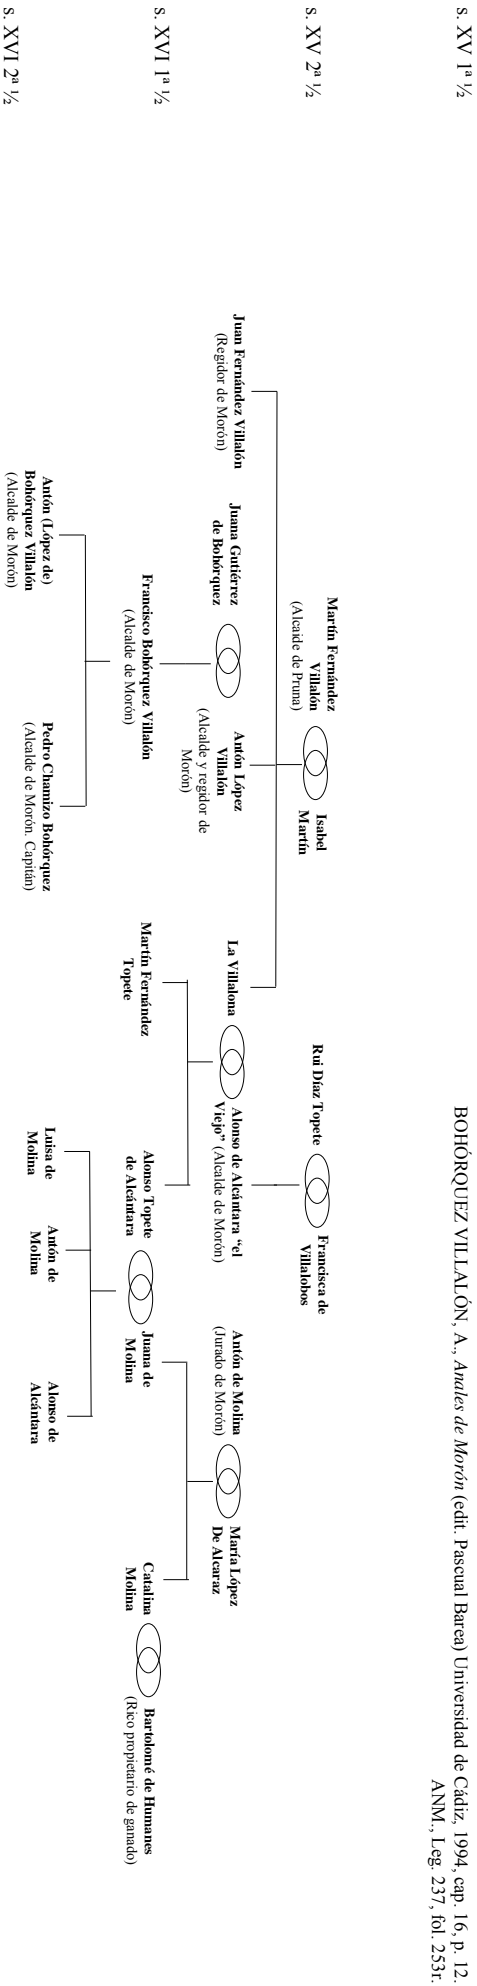 BOHÓRQUEZ VILLALÓN, A., Anales de Morón (edit. Pascual Barea) Universidad de Cádiz, 1994, cap. 16, p. 12.
ANM., Leg. 237, fol. 253r.
s. XV 1ª ½
s. XV 2ª ½
Martín Fernández
Villalón
(Alcaide de Pruna)
Isabel
Martín
Rui Díaz Topete
Francisca de
Villalobos
Juan Fernández Villalón
(Regidor de Morón)
Juana Gutiérrez
de Bohórquez
Antón López
Villalón
(Alcalde y regidor de
Morón)
La Villalona
Alonso de Alcántara “el
Viejo” (Alcalde de Morón)
Antón de Molina
(Jurado de Morón)
María López
De Alcaraz
s. XVI 1ª ½
Francisco Bohórquez Villalón
(Alcalde de Morón)
Martín Fernández
Topete
Alonso Topete
de Alcántara
Juana de
Molina
Catalina
Molina
Bartolomé de Humanes
(Rico propietario de ganado)
s. XVI 2ª ½
Antón (López de)
Bohórquez Villalón
(Alcalde de Morón)
Pedro Chamizo Bohórquez
(Alcalde de Morón. Capitán)
Luisa de
Molina
Antón de
Molina
Alonso de
Alcántara